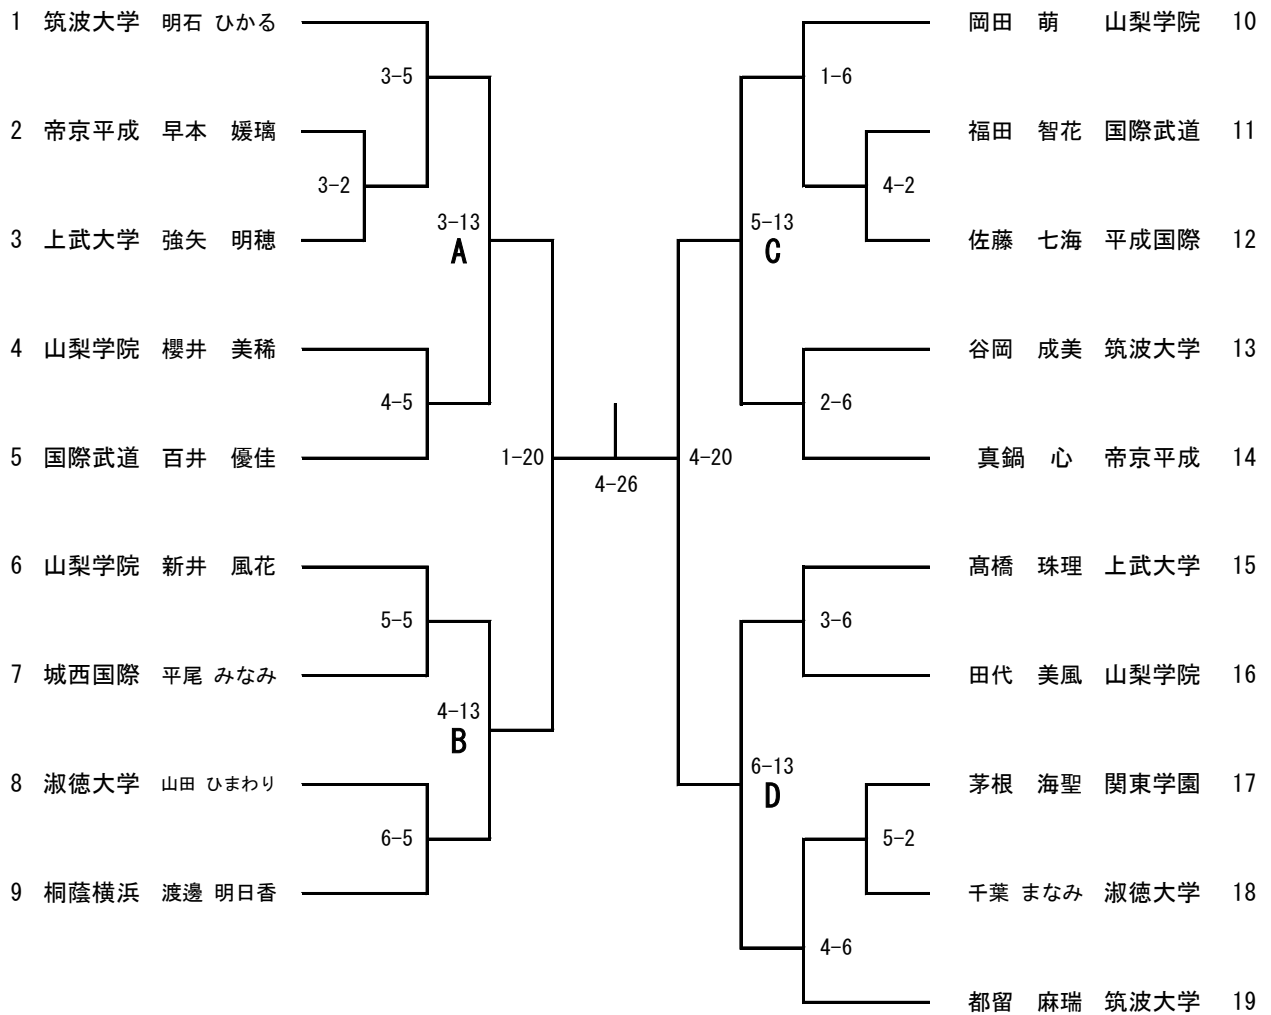 1 筑波大学 明石 ひかる
3-5
2 帝京平成 早本 媛璃
3-2
3 上武大学 強矢 明穂
3-13
A
4 山梨学院 櫻井 美稀
4-5
5 国際武道 百井 優佳
1-20
6 山梨学院 新井 風花
5-5
7 城西国際 平尾 みなみ
4-13
B
8 淑徳大学 山田 ひまわり
6-5
9 桐蔭横浜 渡邊 明日香
4-26
岡田 萌 山梨学院 10
1-6
福田 智花 国際武道 11
4-2
佐藤 七海 平成国際 12
5-13
C
谷岡 成美 筑波大学 13
2-6
真鍋 心 帝京平成 14
4-20
髙橋 珠理 上武大学 15
3-6
田代 美風 山梨学院 16
6-13
D
茅根 海聖 関東学園 17
5-2
千葉 まなみ 淑徳大学 18
4-6
都留 麻瑞 筑波大学 19